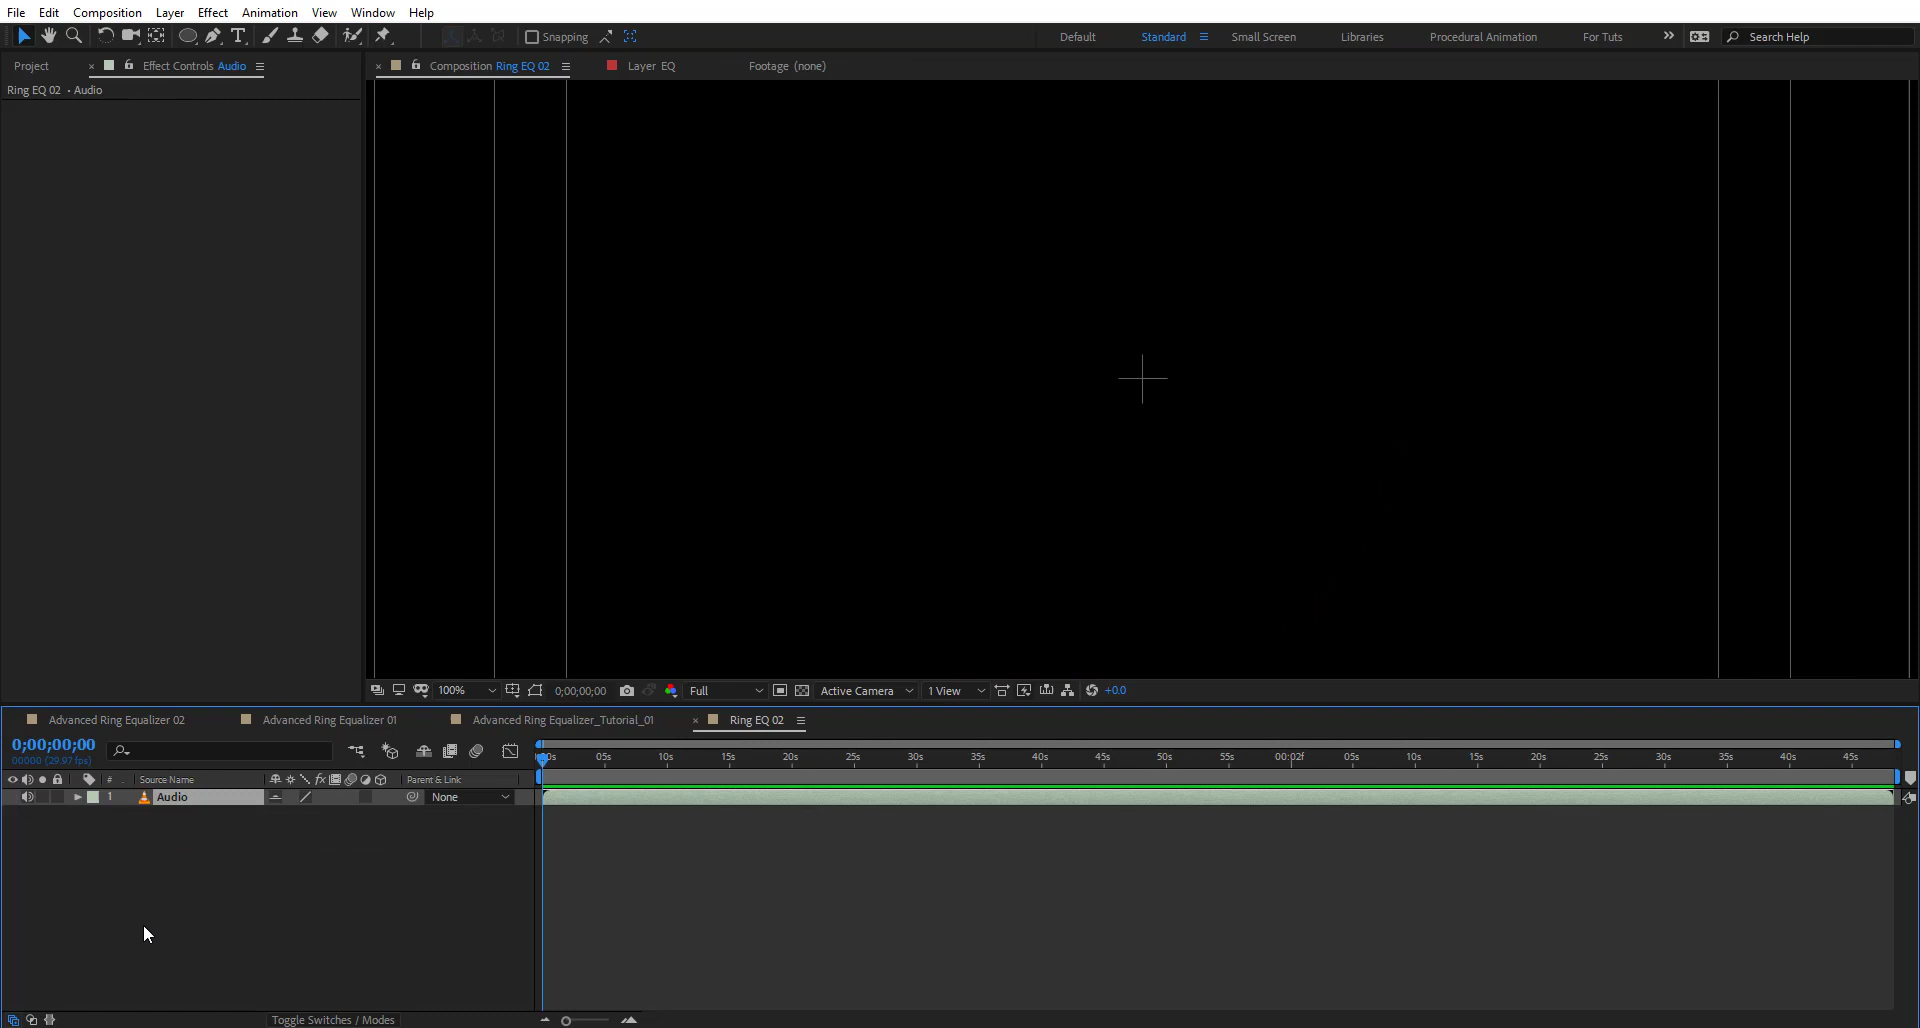 File Edit Composition Layer Effect Animation View Window Help
Snapping Default Standard Small Screen Libraries Procedural Animation For Tuts Search Help
Project Effect Controls Audio Composition Ring EQ 02 Layer EQ Footage (none)
Ring EQ 02 • Audio
100% 0;00;00;00 Full Active Camera 1 View +0.0
Advanced Ring Equalizer 02 Advanced Ring Equalizer 01 Advanced Ring Equalizer_Tutorial_01 Ring EQ 02
0;00;00;00
00000 (29.97 fps)
05s 10s 15s 20s 25s 30s 35s 40s 45s 50s 55s 00:02f 05s 10s 15s 20s 25s 30s 35s 40s 45s
# Source Name fx Parent & Link
1 Audio None
Toggle Switches / Modes